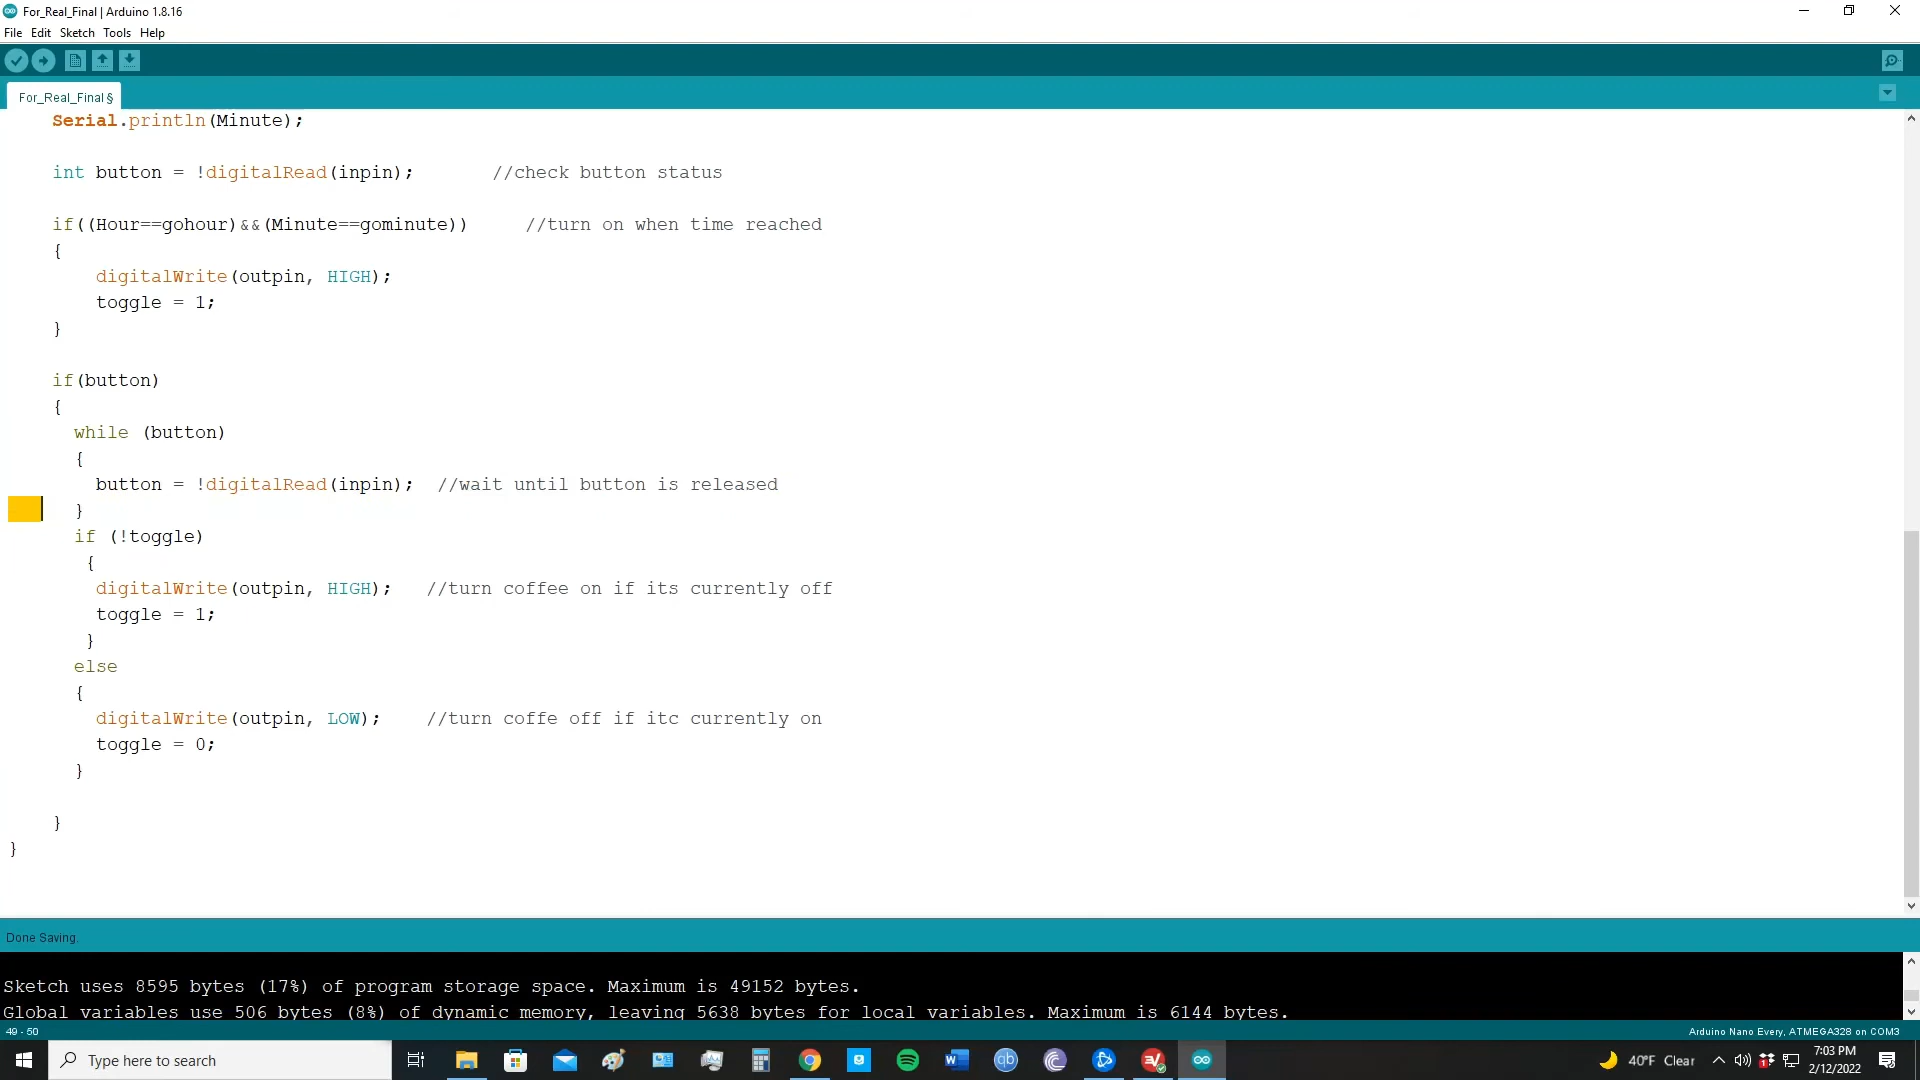 For_Real_Final | Arduino 1.8.16
File Edit Sketch Tools Help
For_Real_Final §
Serial.println(Minute);
int button = !digitalRead(inpin); //check button status
if((Hour==gohour)&&(Minute==gominute)) //turn on when time reached
{
digitalWrite(outpin, HIGH);
toggle = 1;
}
if(button)
{
while (button)
{
button = !digitalRead(inpin); //wait until button is released
}
if (!toggle)
{
digitalWrite(outpin, HIGH); //turn coffee on if its currently off
toggle = 1;
}
else
{
digitalWrite(outpin, LOW); //turn coffe off if itc currently on
toggle = 0;
}
}
}
Done Saving.
Sketch uses 8595 bytes (17%) of program storage space. Maximum is 49152 bytes.
Global variables use 506 bytes (8%) of dynamic memory, leaving 5638 bytes for local variables. Maximum is 6144 bytes.
49 - 50 Arduino Nano Every, ATMEGA328 on COM3
Type here to search
40°F Clear
7:03 PM
2/12/2022